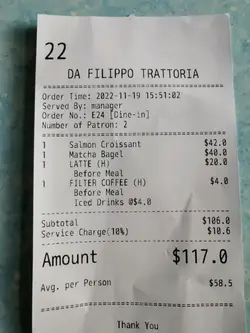 22
DA FILIPPO TRATTORIA
Order Time: 2022-11-19 15:51:02
Served By: manager
Order No.: E24 [Dine-in]
Number of Patron: 2
1 Salmon Croissant $42.0
1 Matcha Bagel $40.0
1 LATTE (H) $20.0
Before Meal
1 FILTER COFFEE (H) $4.0
Before Meal
Iced Drinks @$4.0
Subtotal $106.0
Service Charge(10%) $10.6
Amount $117.0
Avg. per Person $58.5
Thank You